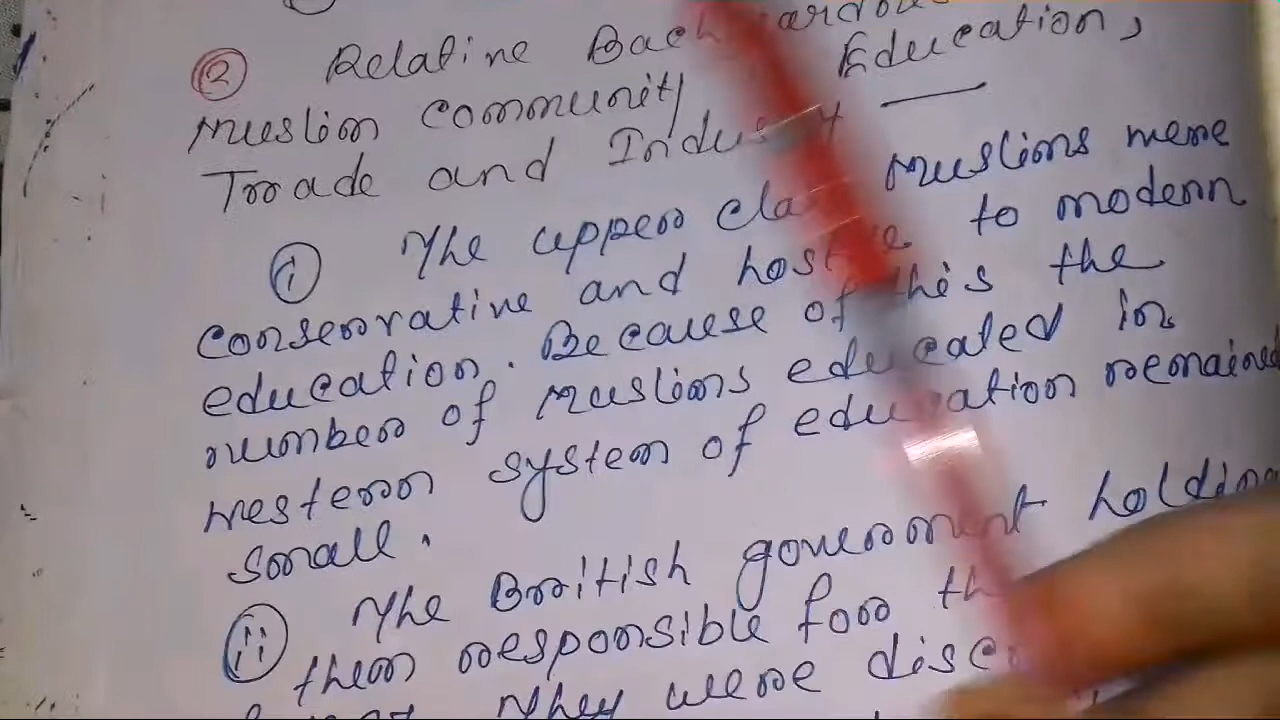 ② Relative Back
Muslim Community Education,
Trade and Indus y
① The upper cla Muslims were
conservative and host e to modern
education. Because of this the
number of Muslims educated in
western system of education remained
small.
ii The British government holding
them responsible for th
They were disc